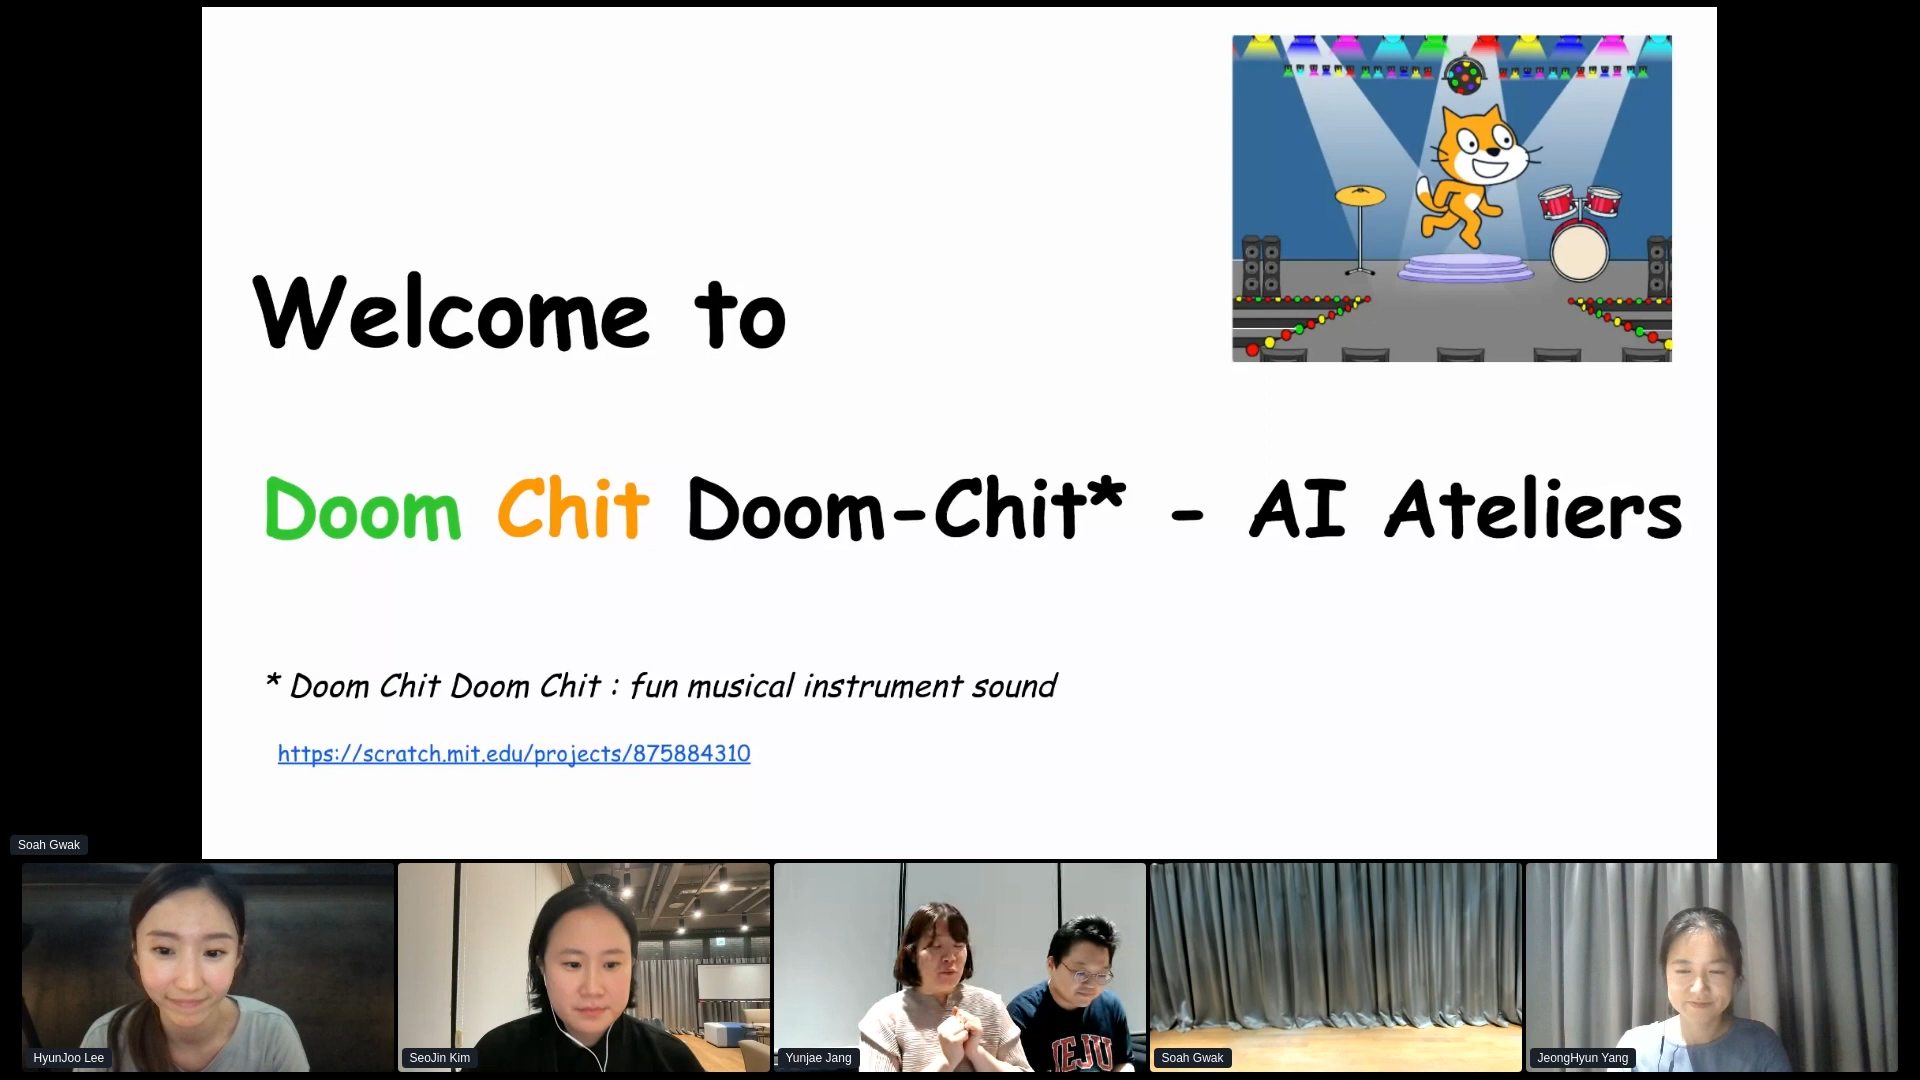 Welcome to
Doom Chit Doom-Chit* - AI Ateliers
* Doom Chit Doom Chit : fun musical instrument sound
https://scratch.mit.edu/projects/875884310
Soah Gwak
HyunJoo Lee
SeoJin Kim
Yunjae Jang
JEJU
Soah Gwak
JeongHyun Yang